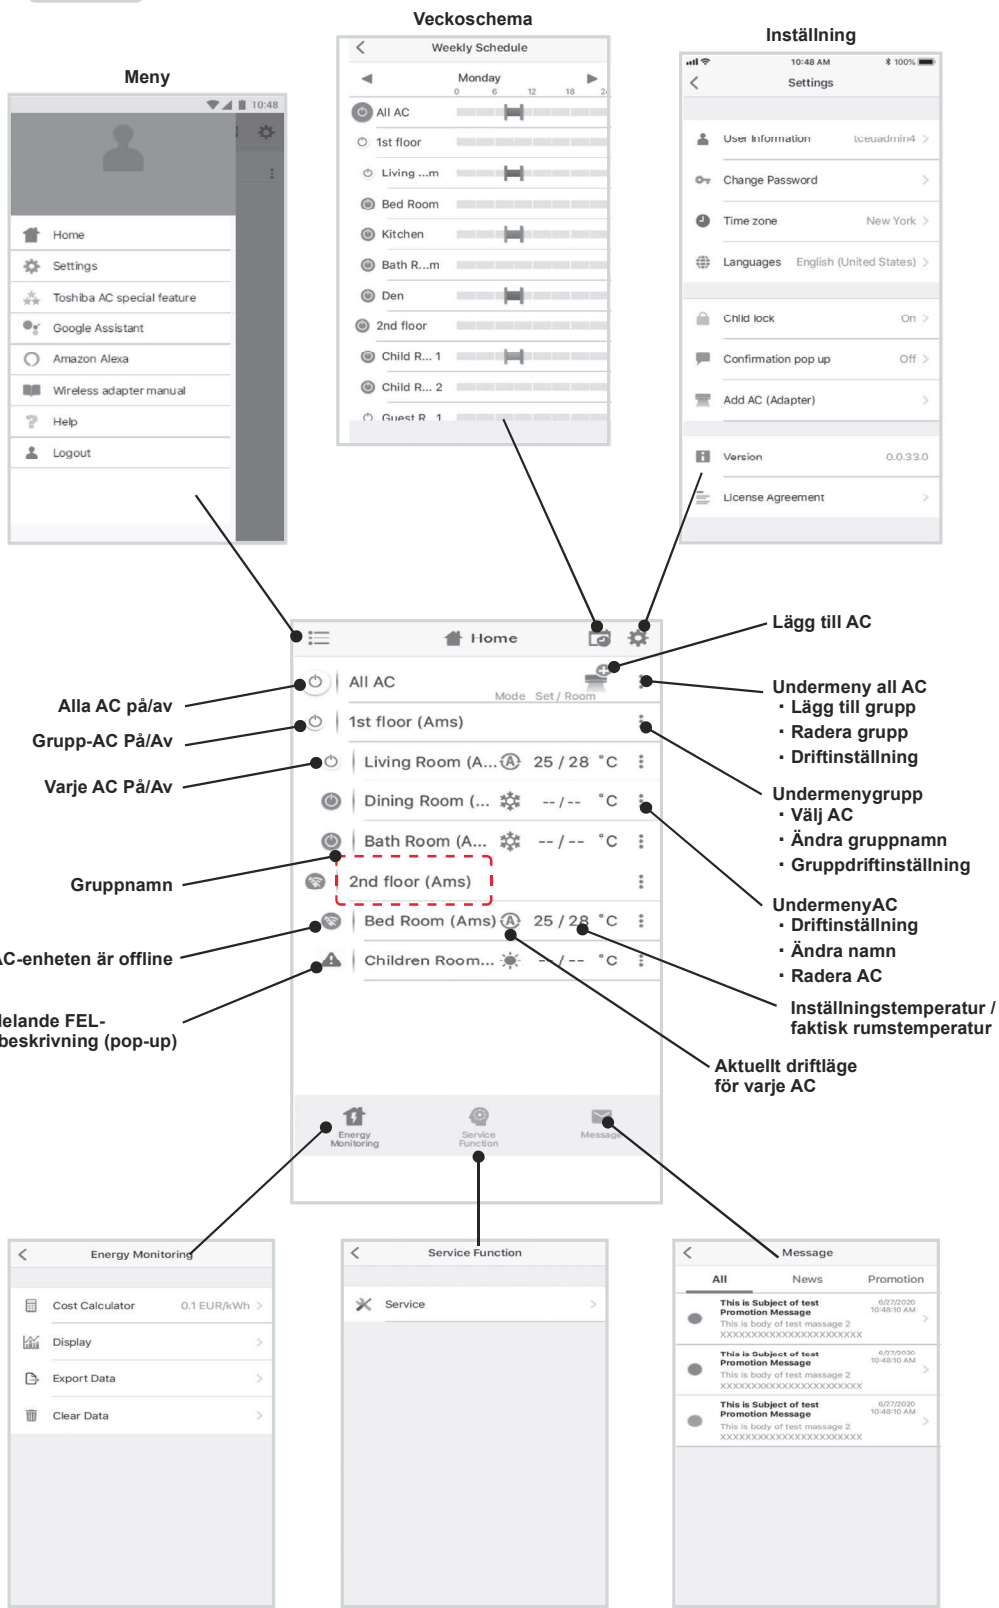 Veckoschema
Weekly Schedule
Monday
0 6 12 18 24
All AC
1st floor
Living ...m
Bed Room
Kitchen
Bath R...m
Den
2nd floor
Child R... 1
Child R... 2
Guest R 1
Inställning
10:48 AM
100%
Settings
User Information tceuadmin4
Change Password
Time zone New York
Languages English (United States)
Child lock On
Confirmation pop up Off
Add AC (Adapter)
Version 0.0.33.0
License Agreement
Meny
10:48
Home
Settings
Toshiba AC special feature
Google Assistant
Amazon Alexa
Wireless adapter manual
Help
Logout
Home
All AC
Mode Set / Room
1st floor (Ams)
Living Room (A... A 25 / 28 °C
Dining Room (... -- / -- °C
Bath Room (A... -- / -- °C
2nd floor (Ams)
Bed Room (Ams) A 25 / 28 °C
Children Room... -- / -- °C
Energy
Monitoring
Service
Function
Message
Alla AC på/av
Grupp-AC På/Av
Varje AC På/Av
Gruppnamn
AC-enheten är offline
elande FEL-
beskrivning (pop-up)
Lägg till AC
Undermeny all AC
・Lägg till grupp
・Radera grupp
・Driftinställning
Undermenygrupp
・Välj AC
・Ändra gruppnamn
・Gruppdriftinställning
UndermenyAC
・Driftinställning
・Ändra namn
・Radera AC
Inställningstemperatur /
faktisk rumstemperatur
Aktuellt driftläge
för varje AC
Energy Monitoring
Cost Calculator 0.1 EUR/kWh
Display
Export Data
Clear Data
Service Function
Service
Message
All News Promotion
This is Subject of test
Promotion Message
6/27/2020
10:48:10 AM
This is body of test massage 2
XXXXXXXXXXXXXXXXXXXXXXX
This is Subject of test
Promotion Message
6/27/2020
10:48:10 AM
This is body of test massage 2
XXXXXXXXXXXXXXXXXXXXXXX
This is Subject of test
Promotion Message
6/27/2020
10:48:10 AM
This is body of test massage 2
XXXXXXXXXXXXXXXXXXXXXXX